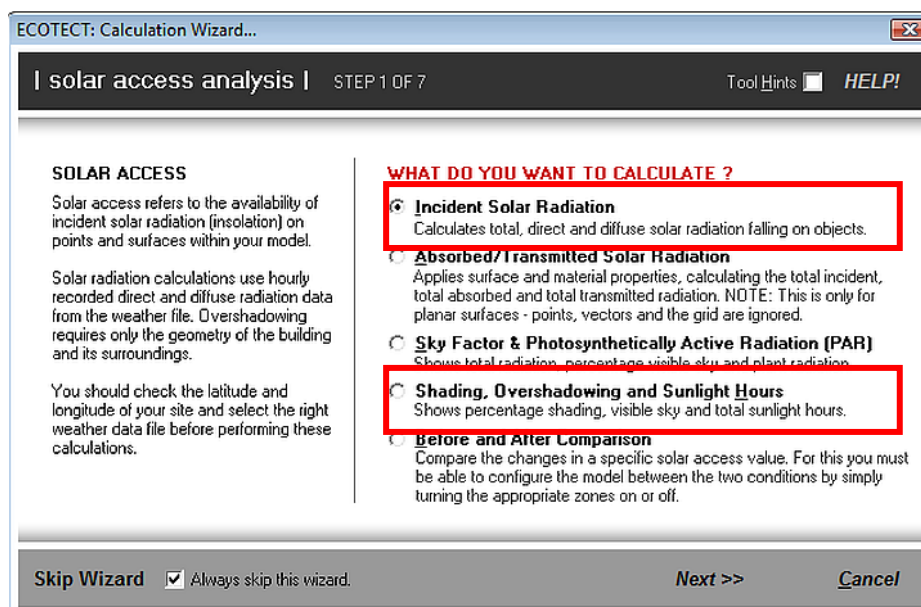 ECOTECT: Calculation Wizard...
| solar access analysis | STEP 1 OF 7 Tool Hints HELP!
SOLAR ACCESS
Solar access refers to the availability of
incident solar radiation (insolation) on
points and surfaces within your model.
Solar radiation calculations use hourly
recorded direct and diffuse radiation data
from the weather file. Overshadowing
requires only the geometry of the building
and its surroundings.
You should check the latitude and
longitude of your site and select the right
weather data file before performing these
calculations.
WHAT DO YOU WANT TO CALCULATE ?
Incident Solar Radiation
Calculates total, direct and diffuse solar radiation falling on objects.
Absorbed/Transmitted Solar Radiation
Applies surface and material properties, calculating the total incident,
total absorbed and total transmitted radiation. NOTE: This is only for
planar surfaces - points, vectors and the grid are ignored.
Sky Factor & Photosynthetically Active Radiation (PAR)
Shows total radiation, percentage visible sky and plant radiation.
Shading, Overshadowing and Sunlight Hours
Shows percentage shading, visible sky and total sunlight hours.
Before and After Comparison
Compare the changes in a specific solar access value. For this you must
be able to configure the model between the two conditions by simply
turning the appropriate zones on or off.
Skip Wizard Always skip this wizard. Next >> Cancel